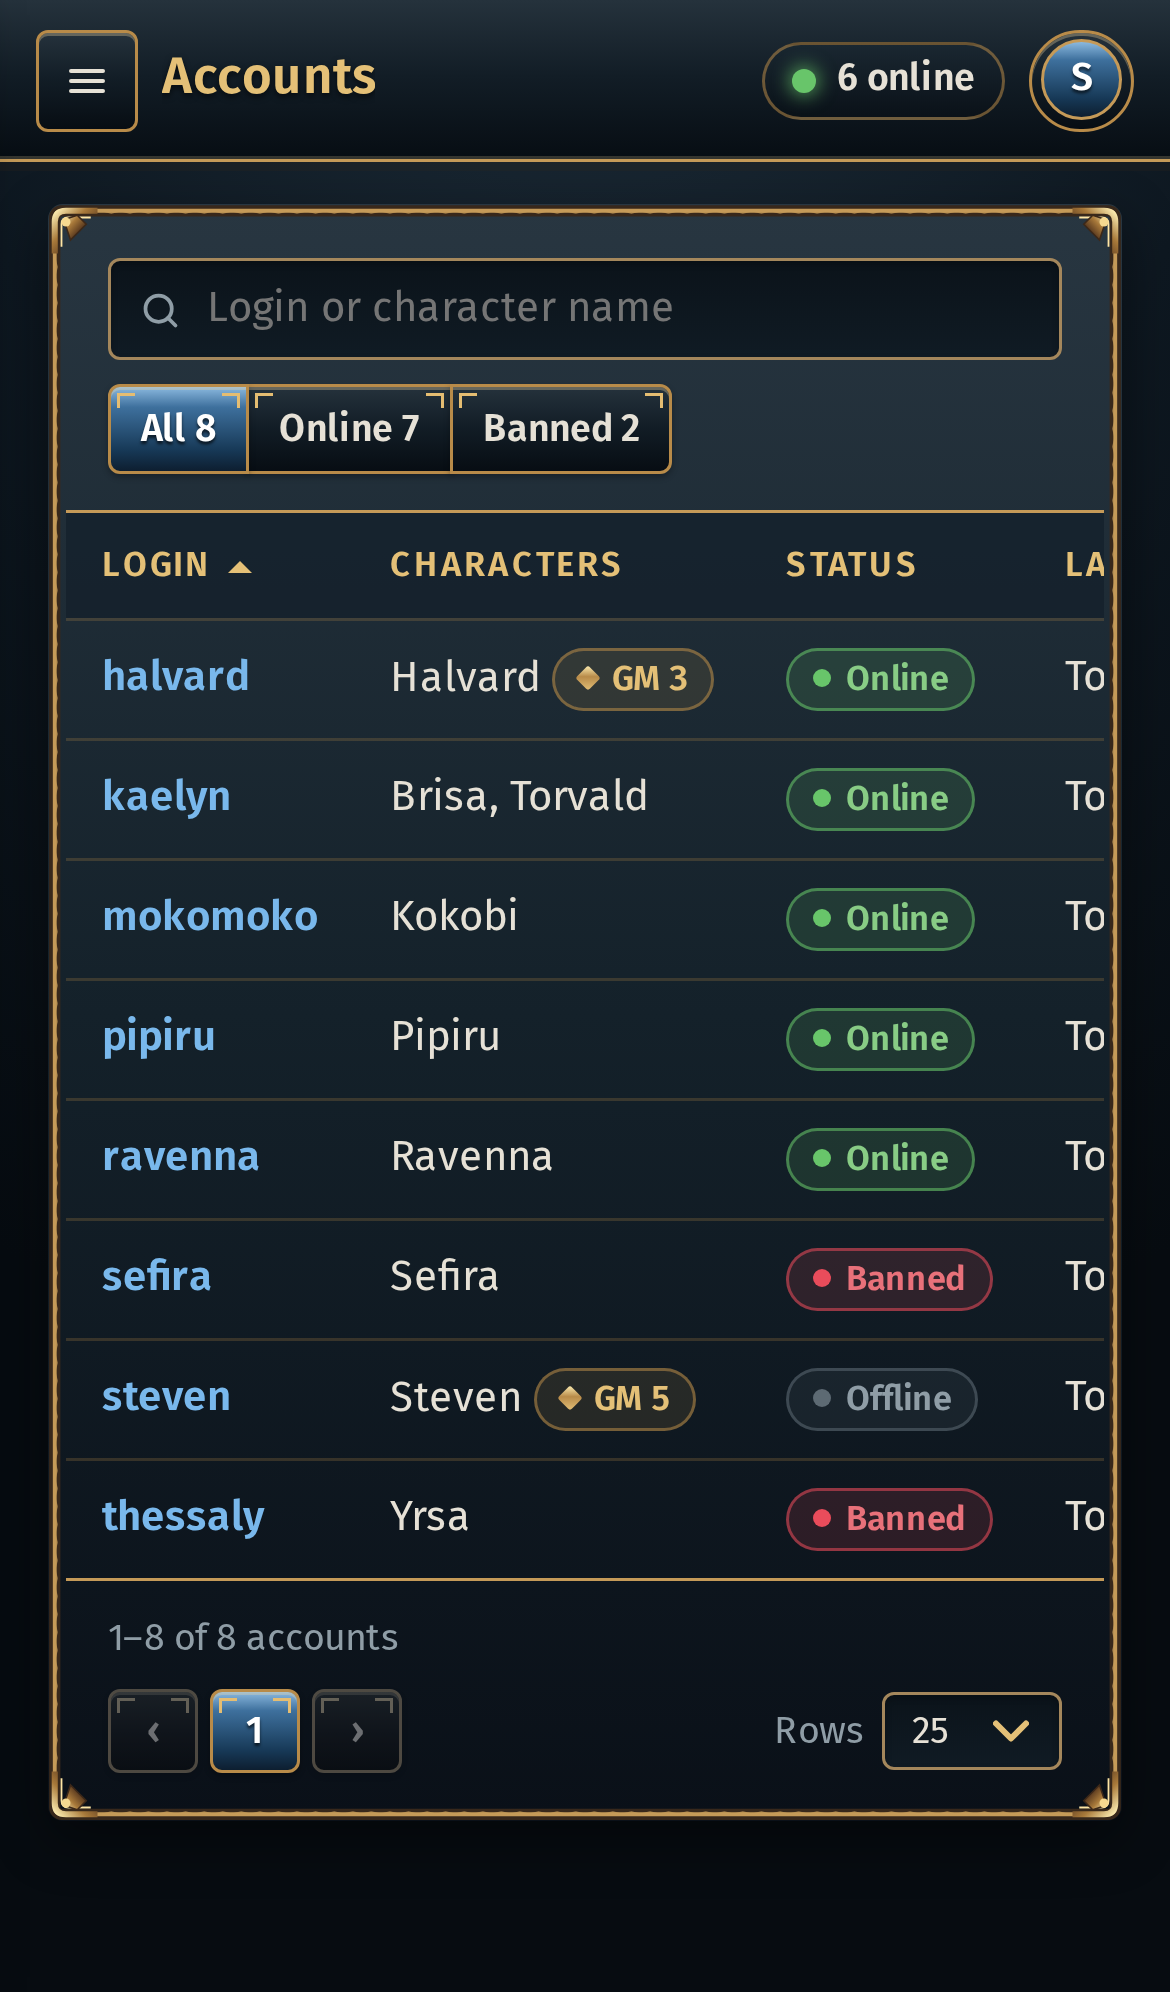 Accounts 6 online S
Login or character name
All 8 Online 7 Banned 2
LOGIN CHARACTERS STATUS LA
halvard Halvard GM 3 Online To
kaelyn Brisa, Torvald Online To
mokomoko Kokobi Online To
pipiru Pipiru Online To
ravenna Ravenna Online To
sefira Sefira Banned To
steven Steven GM 5 Offline To
thessaly Yrsa Banned To
1–8 of 8 accounts
‹ 1 › Rows 25